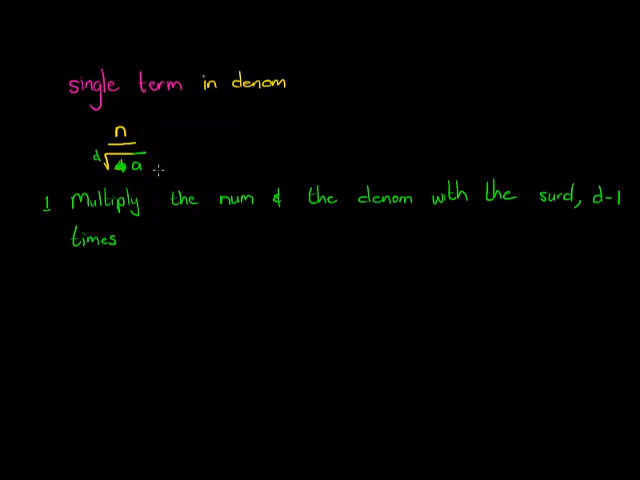 single term in denom
n
d√a
1 Multiply the num & the denom with the surd, d-1
times